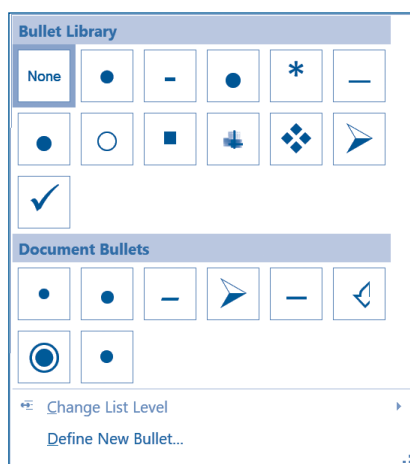 Bullet Library
None
Document Bullets
Change List Level
Define New Bullet...